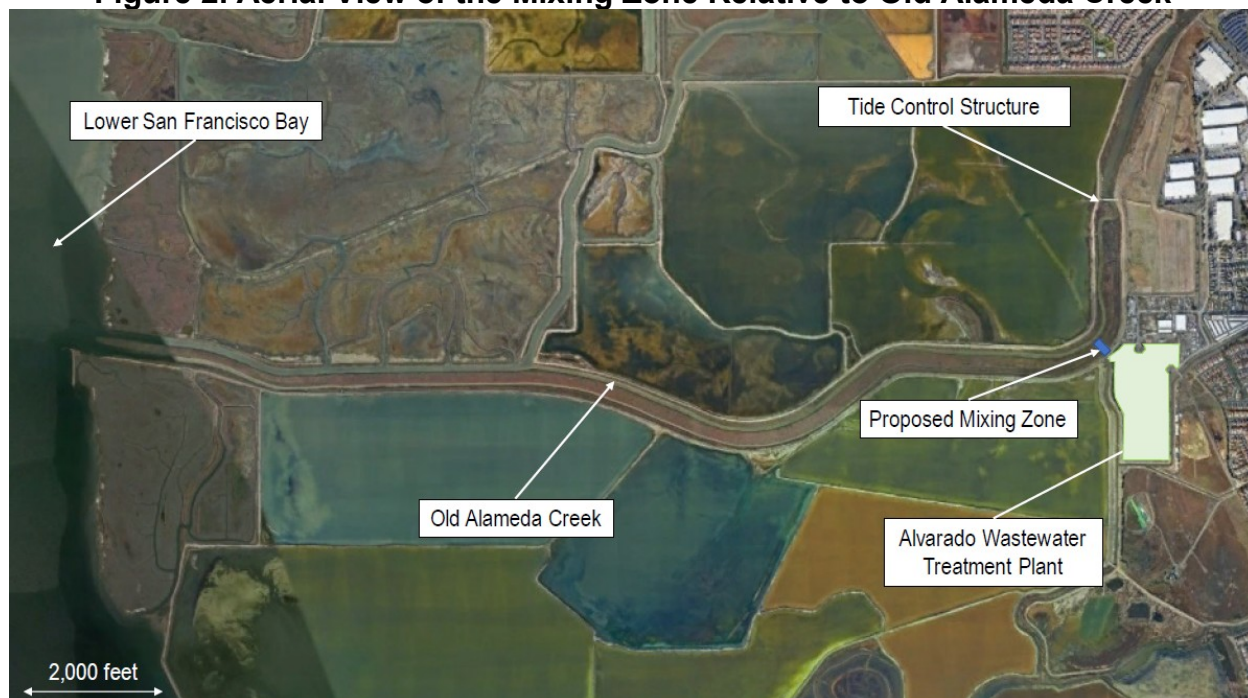 Figure 2. Aerial View of the Mixing Zone Relative to Old Alameda Creek
Lower San Francisco Bay
Tide Control Structure
Proposed Mixing Zone
Old Alameda Creek
Alvarado Wastewater
Treatment Plant
2,000 feet